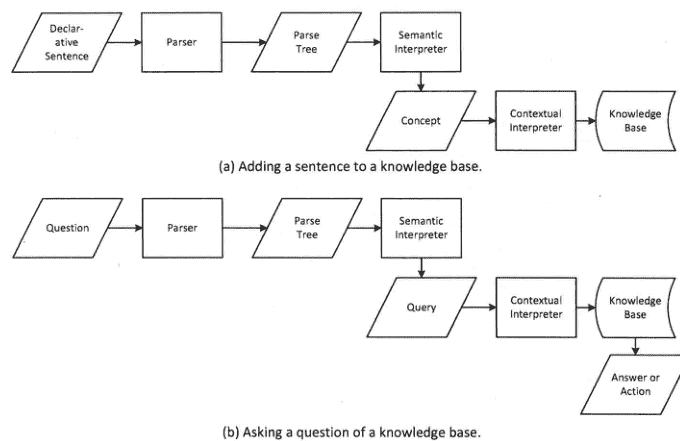 Declar-
ative
Sentence
Parser
Parse
Tree
Semantic
Interpreter
Concept
Contextual
Interpreter
Knowledge
Base
(a) Adding a sentence to a knowledge base.
Question
Parser
Parse
Tree
Semantic
Interpreter
Query
Contextual
Interpreter
Knowledge
Base
Answer or
Action
(b) Asking a question of a knowledge base.